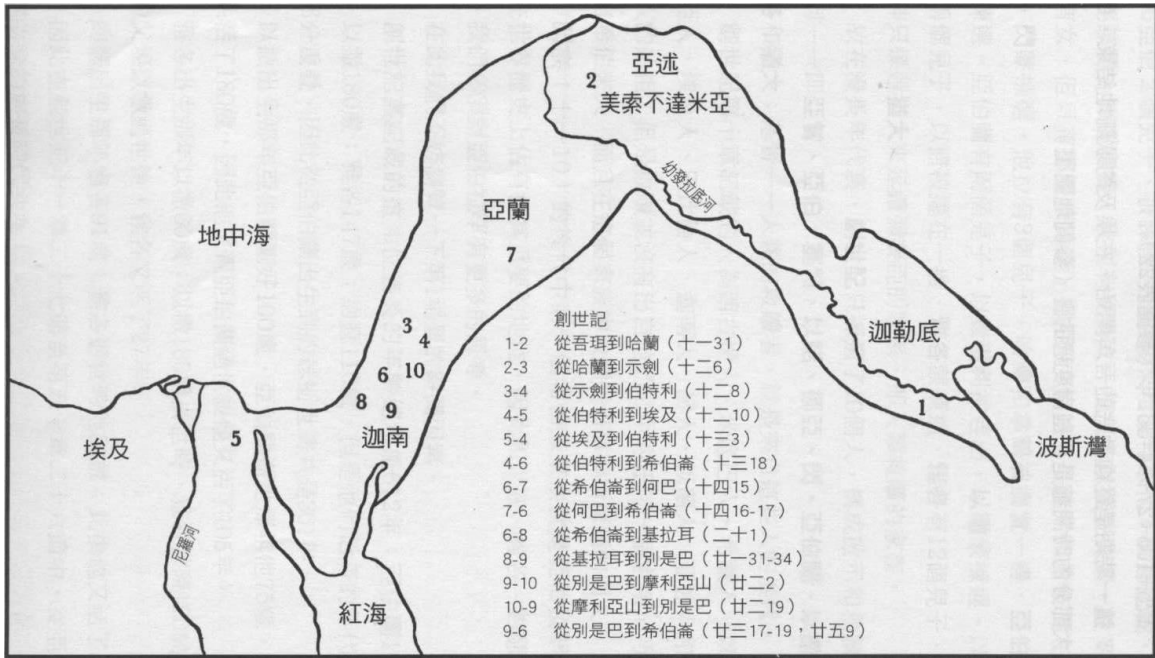 2
亞述
美索不達米亞
幼發拉底河
亞蘭
7
地中海
3
4
6
10
8
9
迦南
迦勒底
1
波斯灣
埃及
5
尼羅河
紅海
創世記
1-2 從吾珥到哈蘭(十一31)
2-3 從哈蘭到示劍(十二6)
3-4 從示劍到伯特利(十二8)
4-5 從伯特利到埃及(十二10)
5-4 從埃及到伯特利(十三3)
4-6 從伯特利到希伯崙(十三18)
6-7 從希伯崙到何巴(十四15)
7-6 從何巴到希伯崙(十四16-17)
6-8 從希伯崙到基拉耳(二十1)
8-9 從基拉耳到別是巴(廿一31-34)
9-10 從別是巴到摩利亞山(廿二2)
10-9 從摩利亞山到別是巴(廿二19)
9-6 從別是巴到希伯崙(廿三17-19,廿五9)